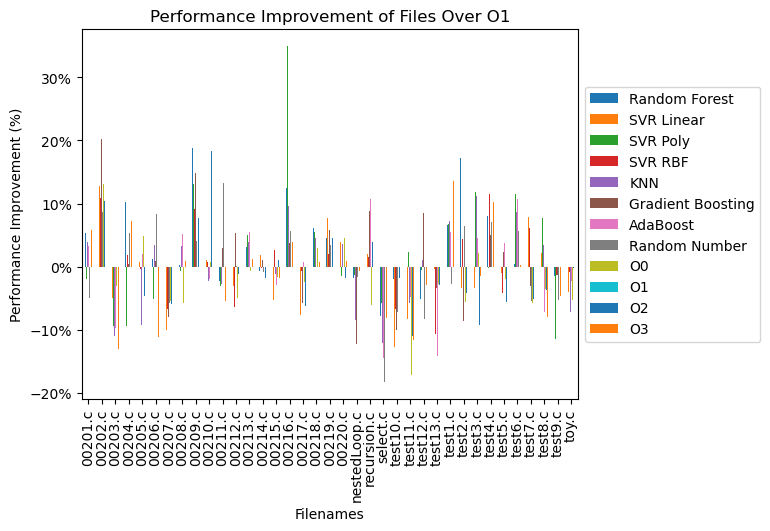 Performance Improvement of Files Over O1
Performance Improvement (%)
30%
20%
10%
0%
−10%
−20%
00201.c
00202.c
00203.c
00204.c
00205.c
00206.c
00207.c
00208.c
00209.c
00210.c
00211.c
00212.c
00213.c
00214.c
00215.c
00216.c
00217.c
00218.c
00219.c
00220.c
nestedLoop.c
recursion.c
select.c
test10.c
test11.c
test12.c
test13.c
test1.c
test2.c
test3.c
test4.c
test5.c
test6.c
test7.c
test8.c
test9.c
toy.c
Filenames
Random Forest
SVR Linear
SVR Poly
SVR RBF
KNN
Gradient Boosting
AdaBoost
Random Number
O0
O1
O2
O3